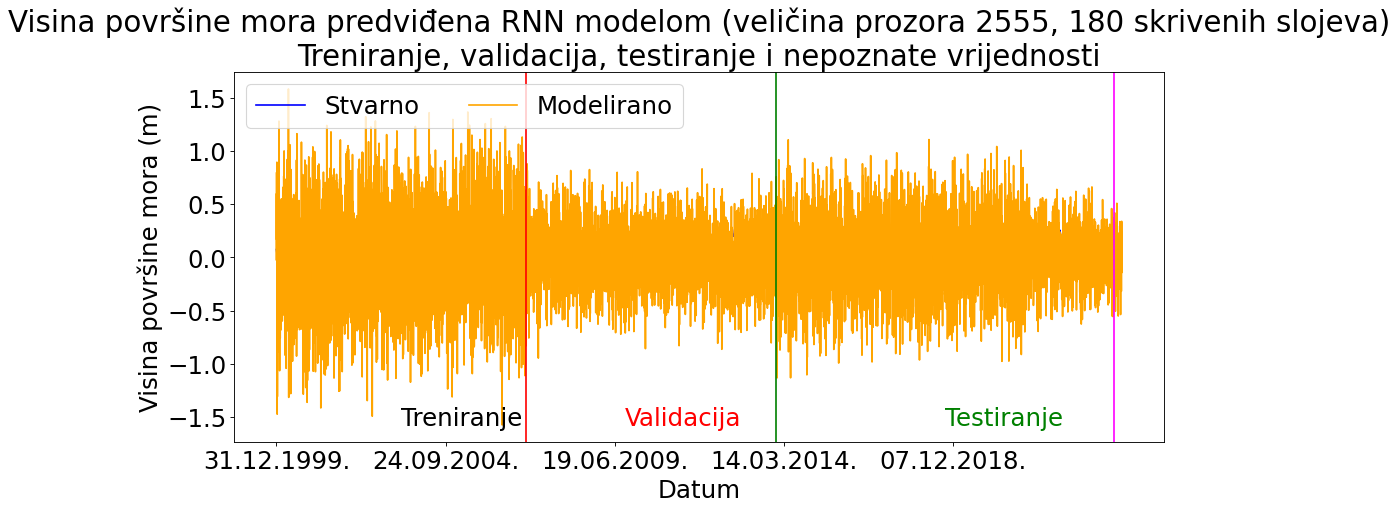 Visina površine mora predviđena RNN modelom (veličina prozora 2555, 180 skrivenih slojeva)
Treniranje, validacija, testiranje i nepoznate vrijednosti
Stvarno
Modelirano
Visina površine mora (m)
1.5
1.0
0.5
0.0
−0.5
−1.0
−1.5
Treniranje
Validacija
Testiranje
31.12.1999.
24.09.2004.
19.06.2009.
14.03.2014.
07.12.2018.
Datum